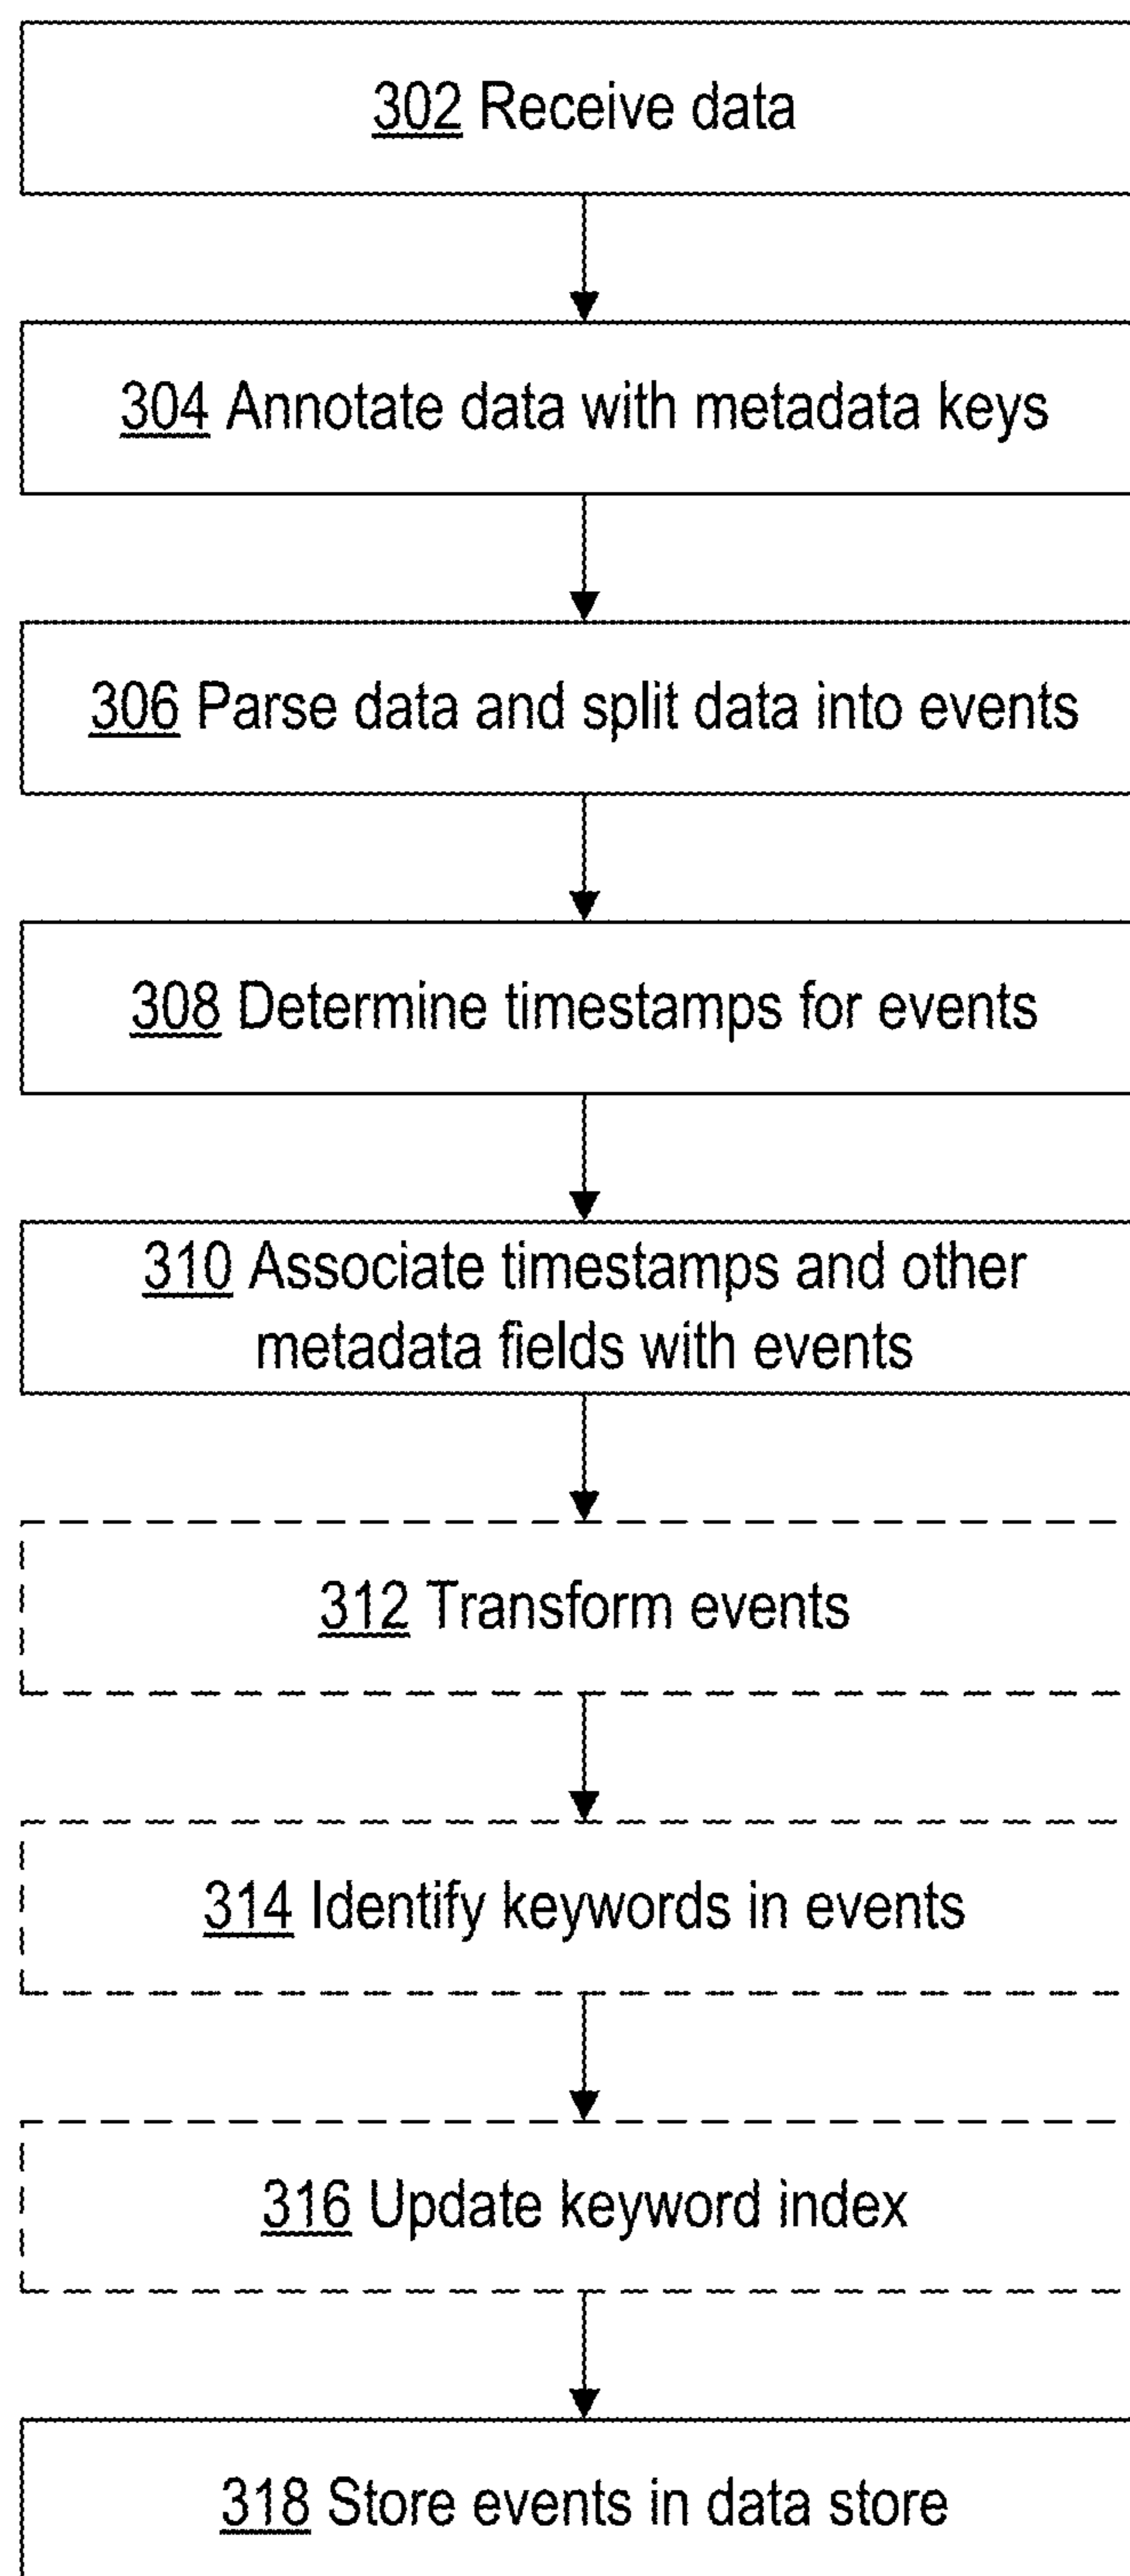 302 Receive data
304 Annotate data with metadata keys
306 Parse data and split data into events
308 Determine timestamps for events
310 Associate timestamps and other
metadata fields with events
312 Transform events
314 Identify keywords in events
316 Update keyword index
318 Store events in data store